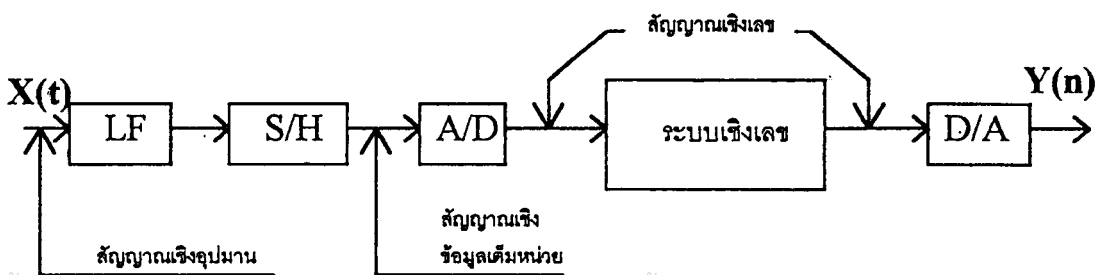 สัญญาณเชิงเลข
X(t)
LF
S/H
A/D
ระบบเชิงเลข
D/A
Y(n)
สัญญาณเชิงอุปมาน
สัญญาณเชิง
ข้อมูลเต็มหน่วย